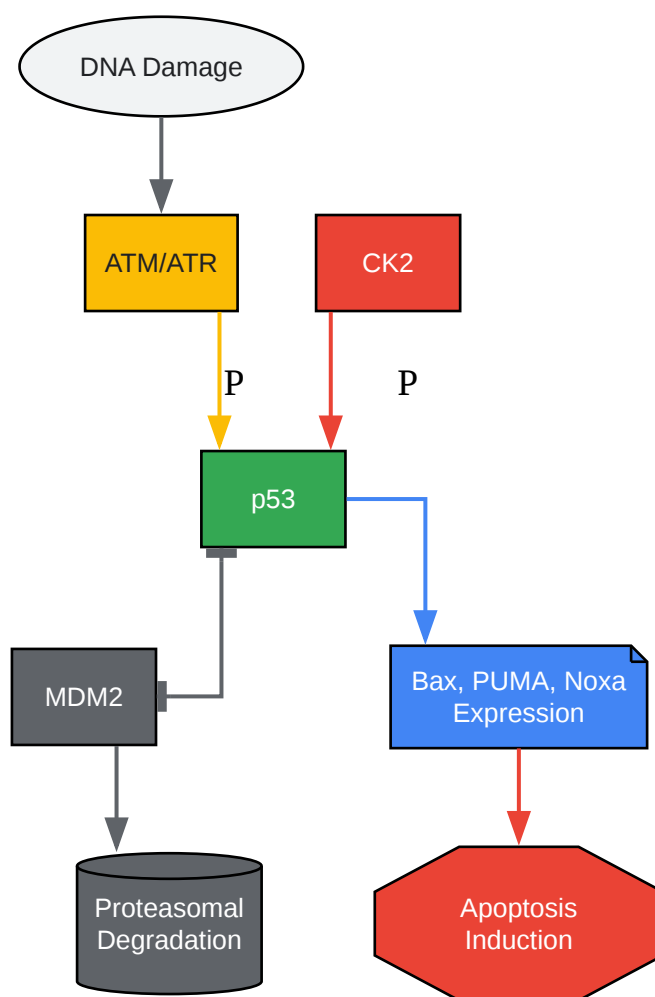 DNA Damage
ATM/ATR
CK2
P
P
p53
MDM2
Bax, PUMA, Noxa
Expression
Proteasomal
Degradation
Apoptosis
Induction